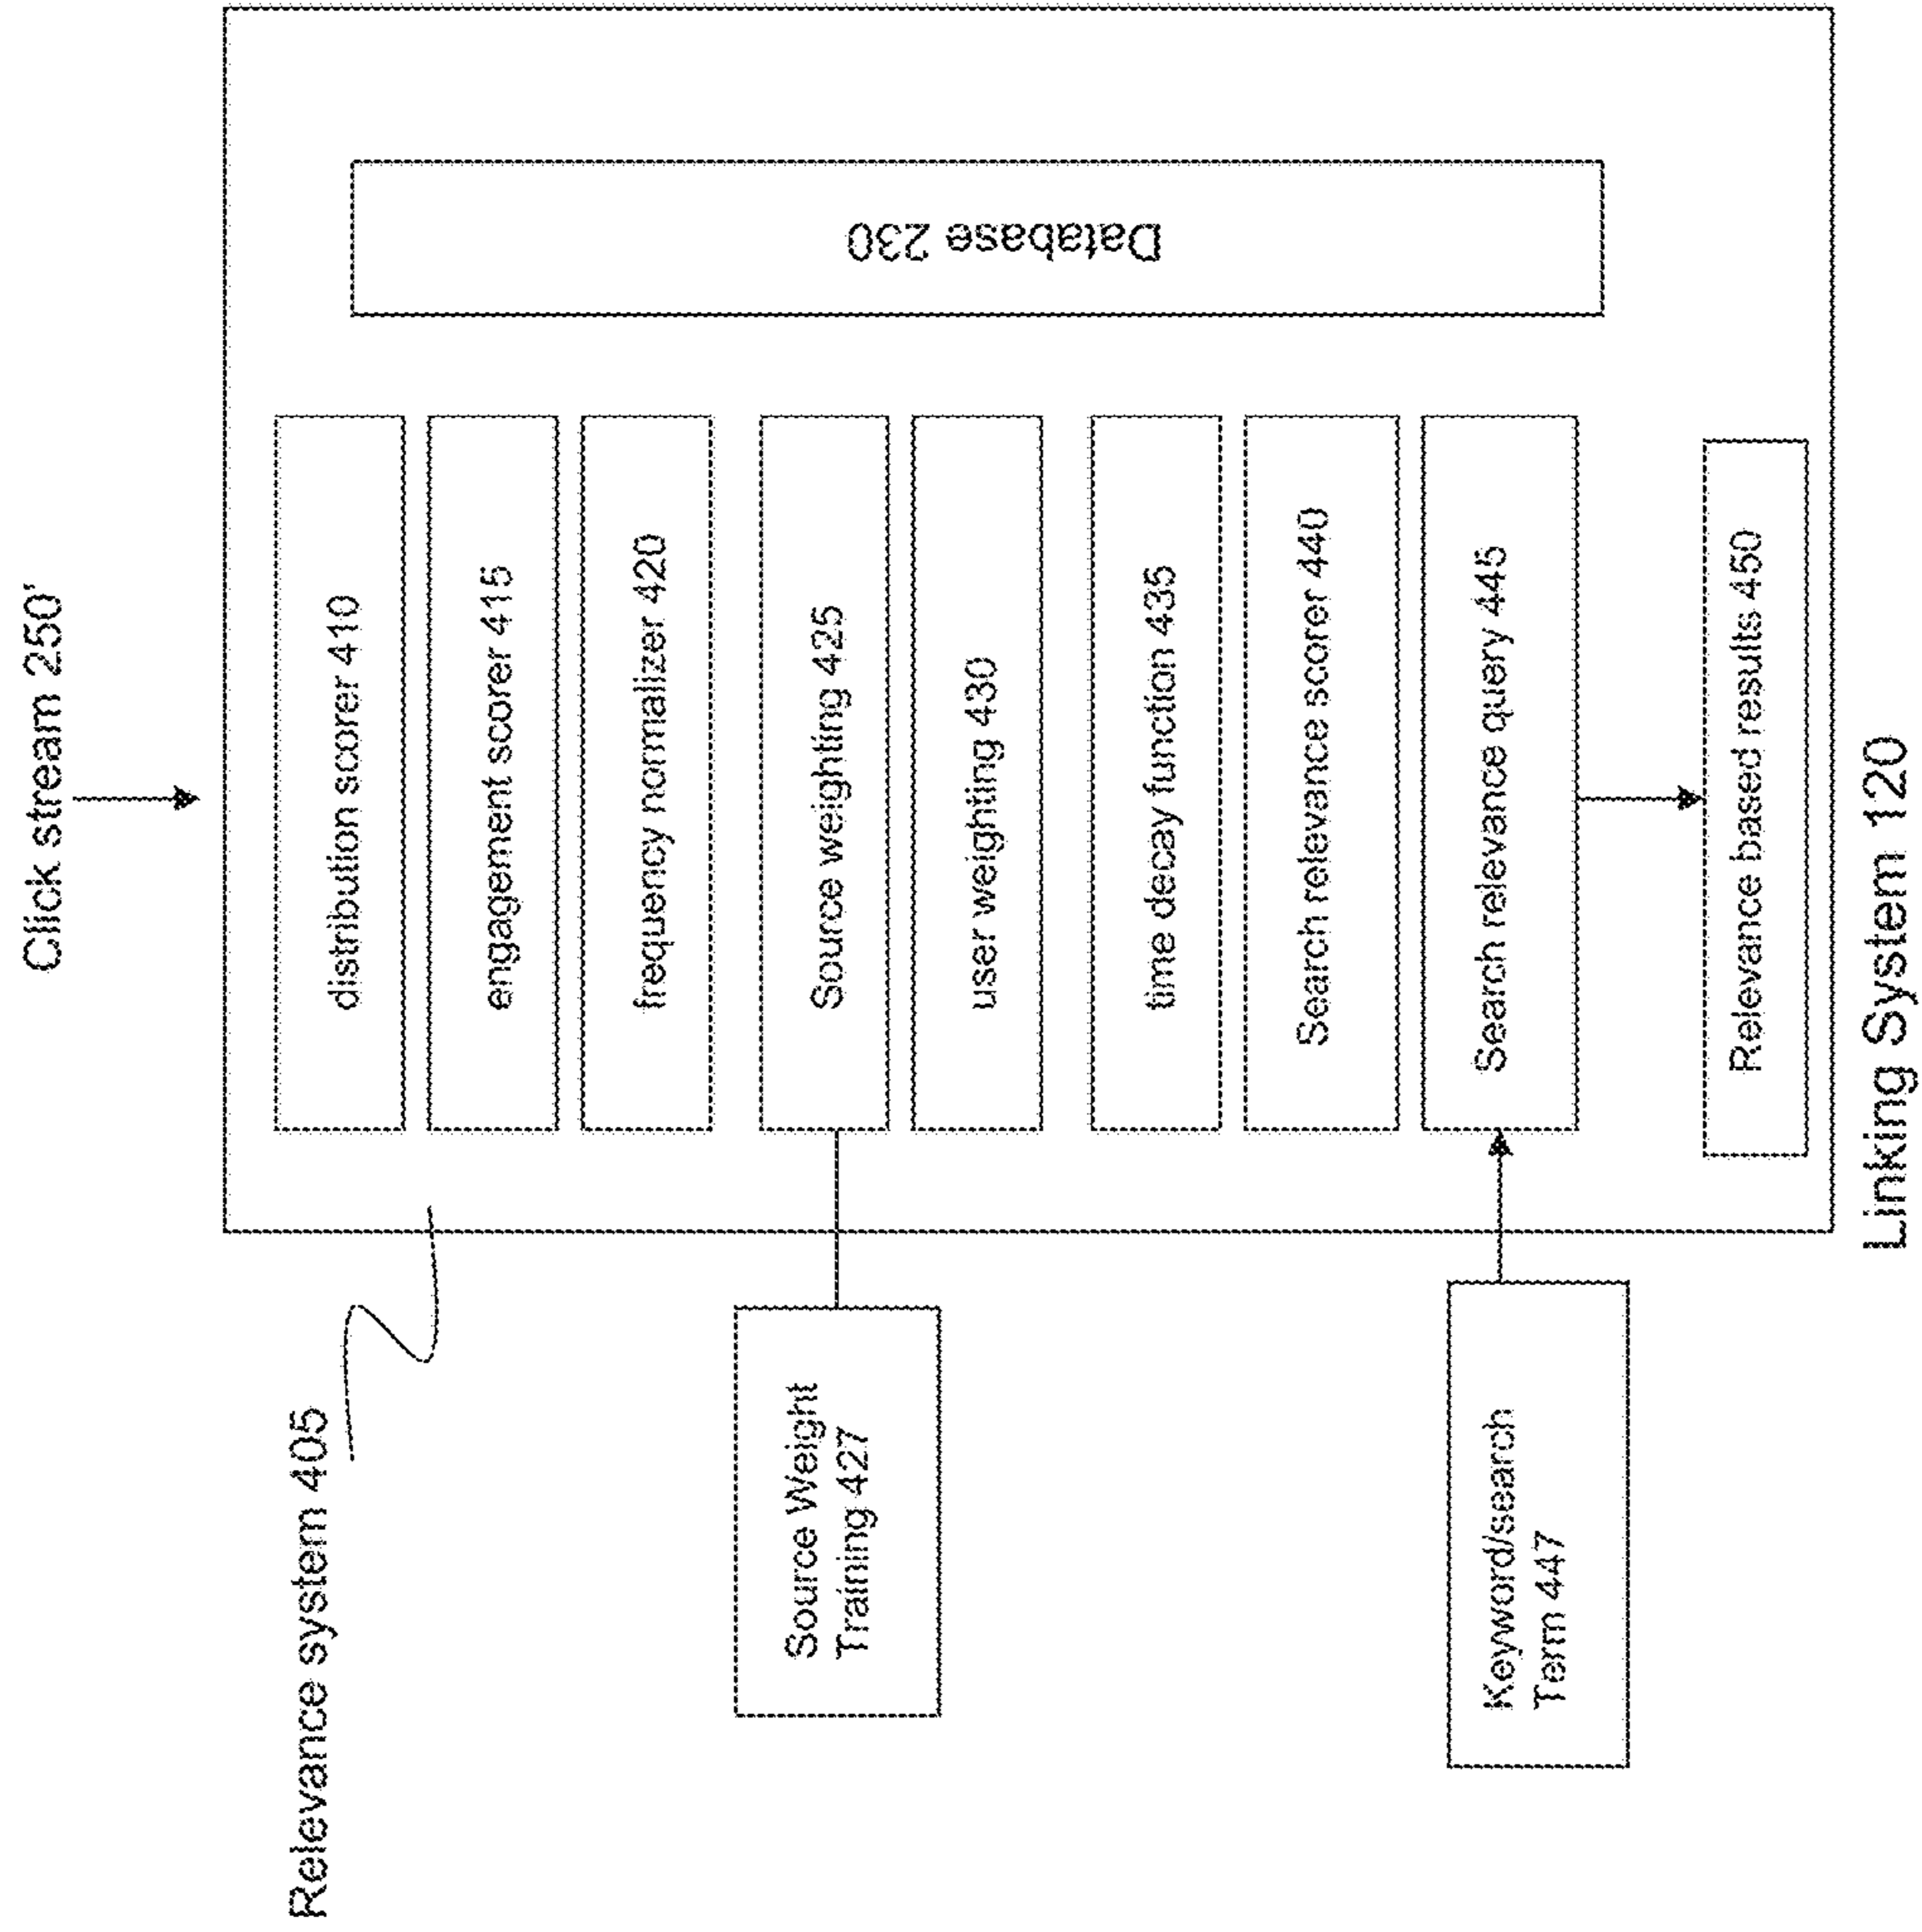 Click stream 250'
Relevance system 405
distribution scorer 410
engagement scorer 415
frequency normalizer 420
Source Weight
Training 427
Source weighting 425
user weighting 430
time decay function 435
Search relevance scorer 440
Keyword/search
Term 447
Search relevance query 445
Relevance based results 450
Database 230
Linking System 120